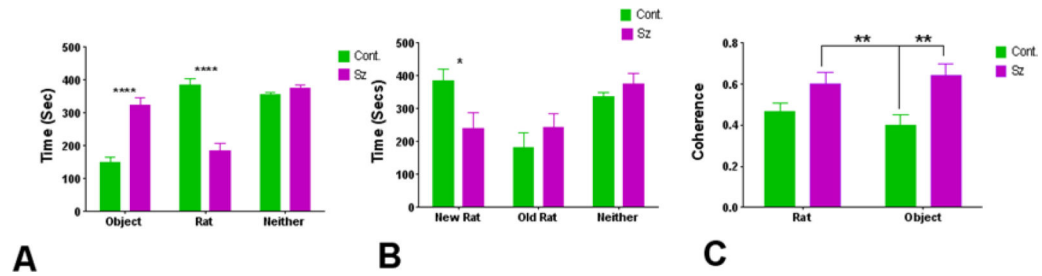 Cont.
Sz
500
400
300
200
100
0
Time (Sec)
****
****
Object
Rat
Neither
A
Cont.
Sz
500
400
300
200
100
0
Time (Secs)
*
New Rat
Old Rat
Neither
B
Cont.
Sz
0.8
0.6
0.4
0.2
0.0
Coherence
**
**
Rat
Object
C